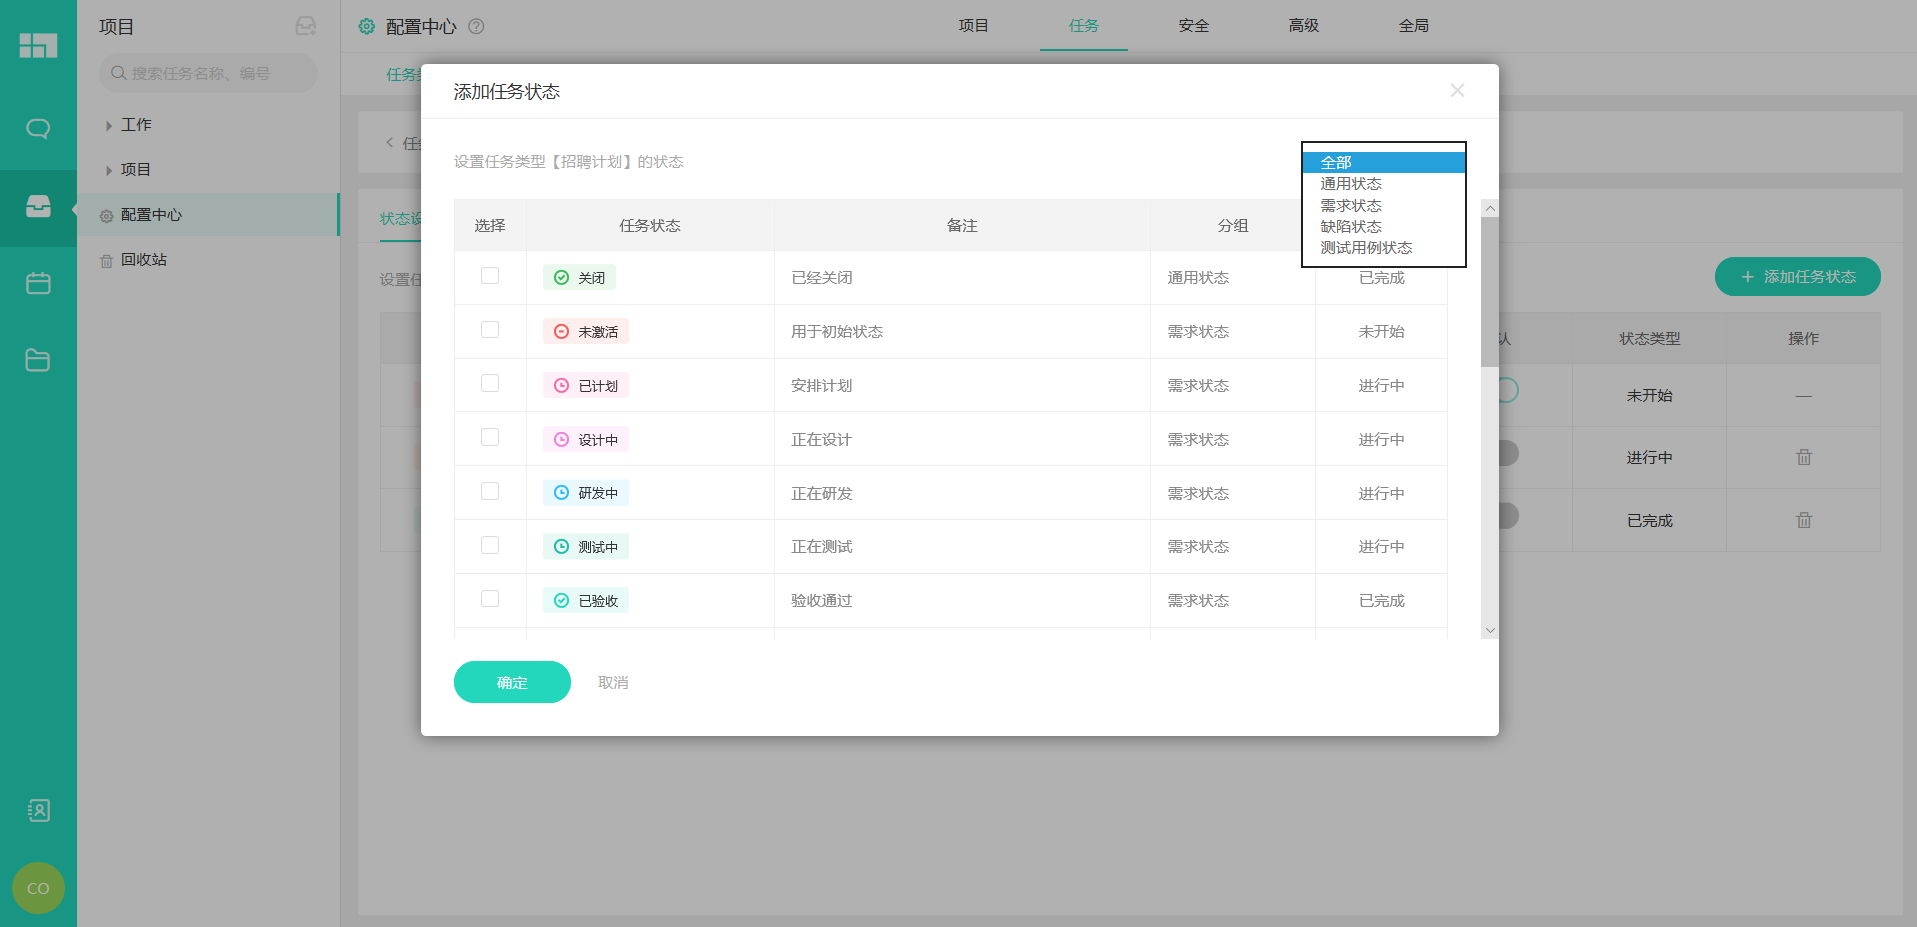 项目
搜索任务名称、编号
工作
项目
配置中心
回收站
CO
配置中心
项目
任务
安全
高级
全局
任务
任
状态设
设置任
添加任务状态
状态类型
操作
未开始
—
进行中
已完成
添加任务状态
设置任务类型【招聘计划】的状态
全部
通用状态
需求状态
缺陷状态
测试用例状态
选择 任务状态 备注 分组
关闭 已经关闭 通用状态 已完成
未激活 用于初始状态 需求状态 未开始
已计划 安排计划 需求状态 进行中
设计中 正在设计 需求状态 进行中
研发中 正在研发 需求状态 进行中
测试中 正在测试 需求状态 进行中
已验收 验收通过 需求状态 已完成
确定 取消